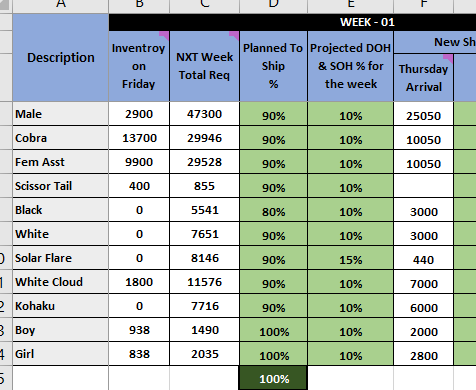 A B C D E F
WEEK - 01
Description
Inventroy on Friday
NXT Week Total Req
Planned To Ship %
Projected DOH & SOH % for the week
New Sh
Thursday Arrival
Male 2900 47300 90% 10% 25050
Cobra 13700 29946 90% 10% 10050
Fem Asst 9900 29528 90% 10% 10050
Scissor Tail 400 855 90% 10%
Black 0 5541 80% 10% 3000
White 0 7651 90% 10% 3000
Solar Flare 0 8146 90% 15% 440
White Cloud 1800 11576 90% 10% 7000
Kohaku 0 7716 90% 10% 6000
Boy 938 1490 100% 10% 2000
Girl 838 2035 100% 10% 2800
100%